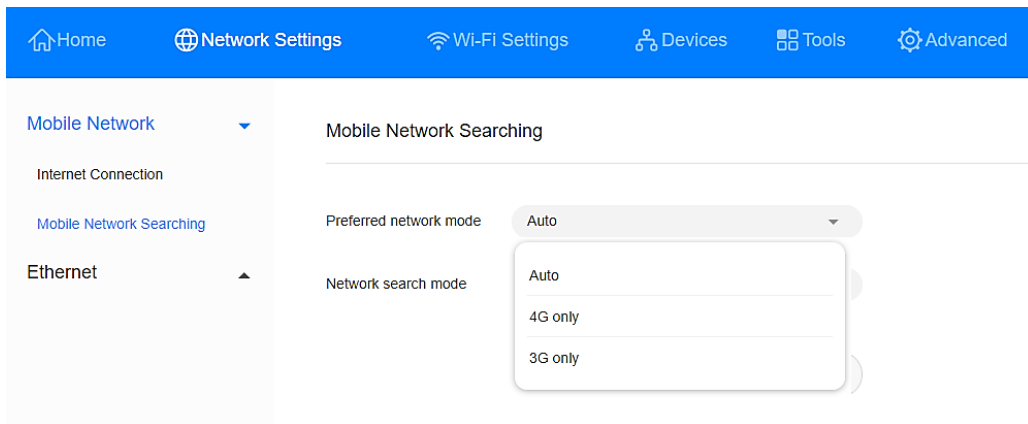 Home Network Settings Wi-Fi Settings Devices Tools Advanced
Mobile Network
Internet Connection
Mobile Network Searching
Ethernet
Mobile Network Searching
Preferred network mode Auto
Auto
Network search mode
4G only
3G only